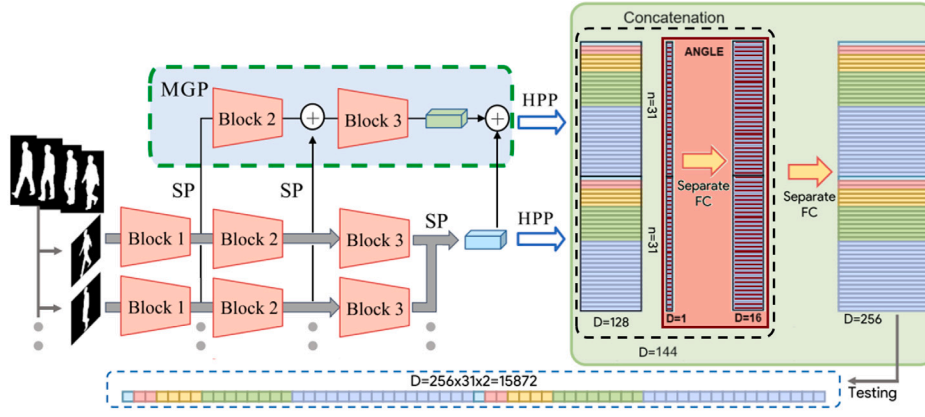 Concatenation
MGP
HPP
ANGLE
Block 2
+
Block 3
+
n=31
SP
SP
Separate
FC
Separate
FC
SP
HPP
Block 1
Block 2
Block 3
n=31
Block 1
Block 2
Block 3
D=128
D=1
D=16
D=256
D=144
D=256x31x2=15872
Testing